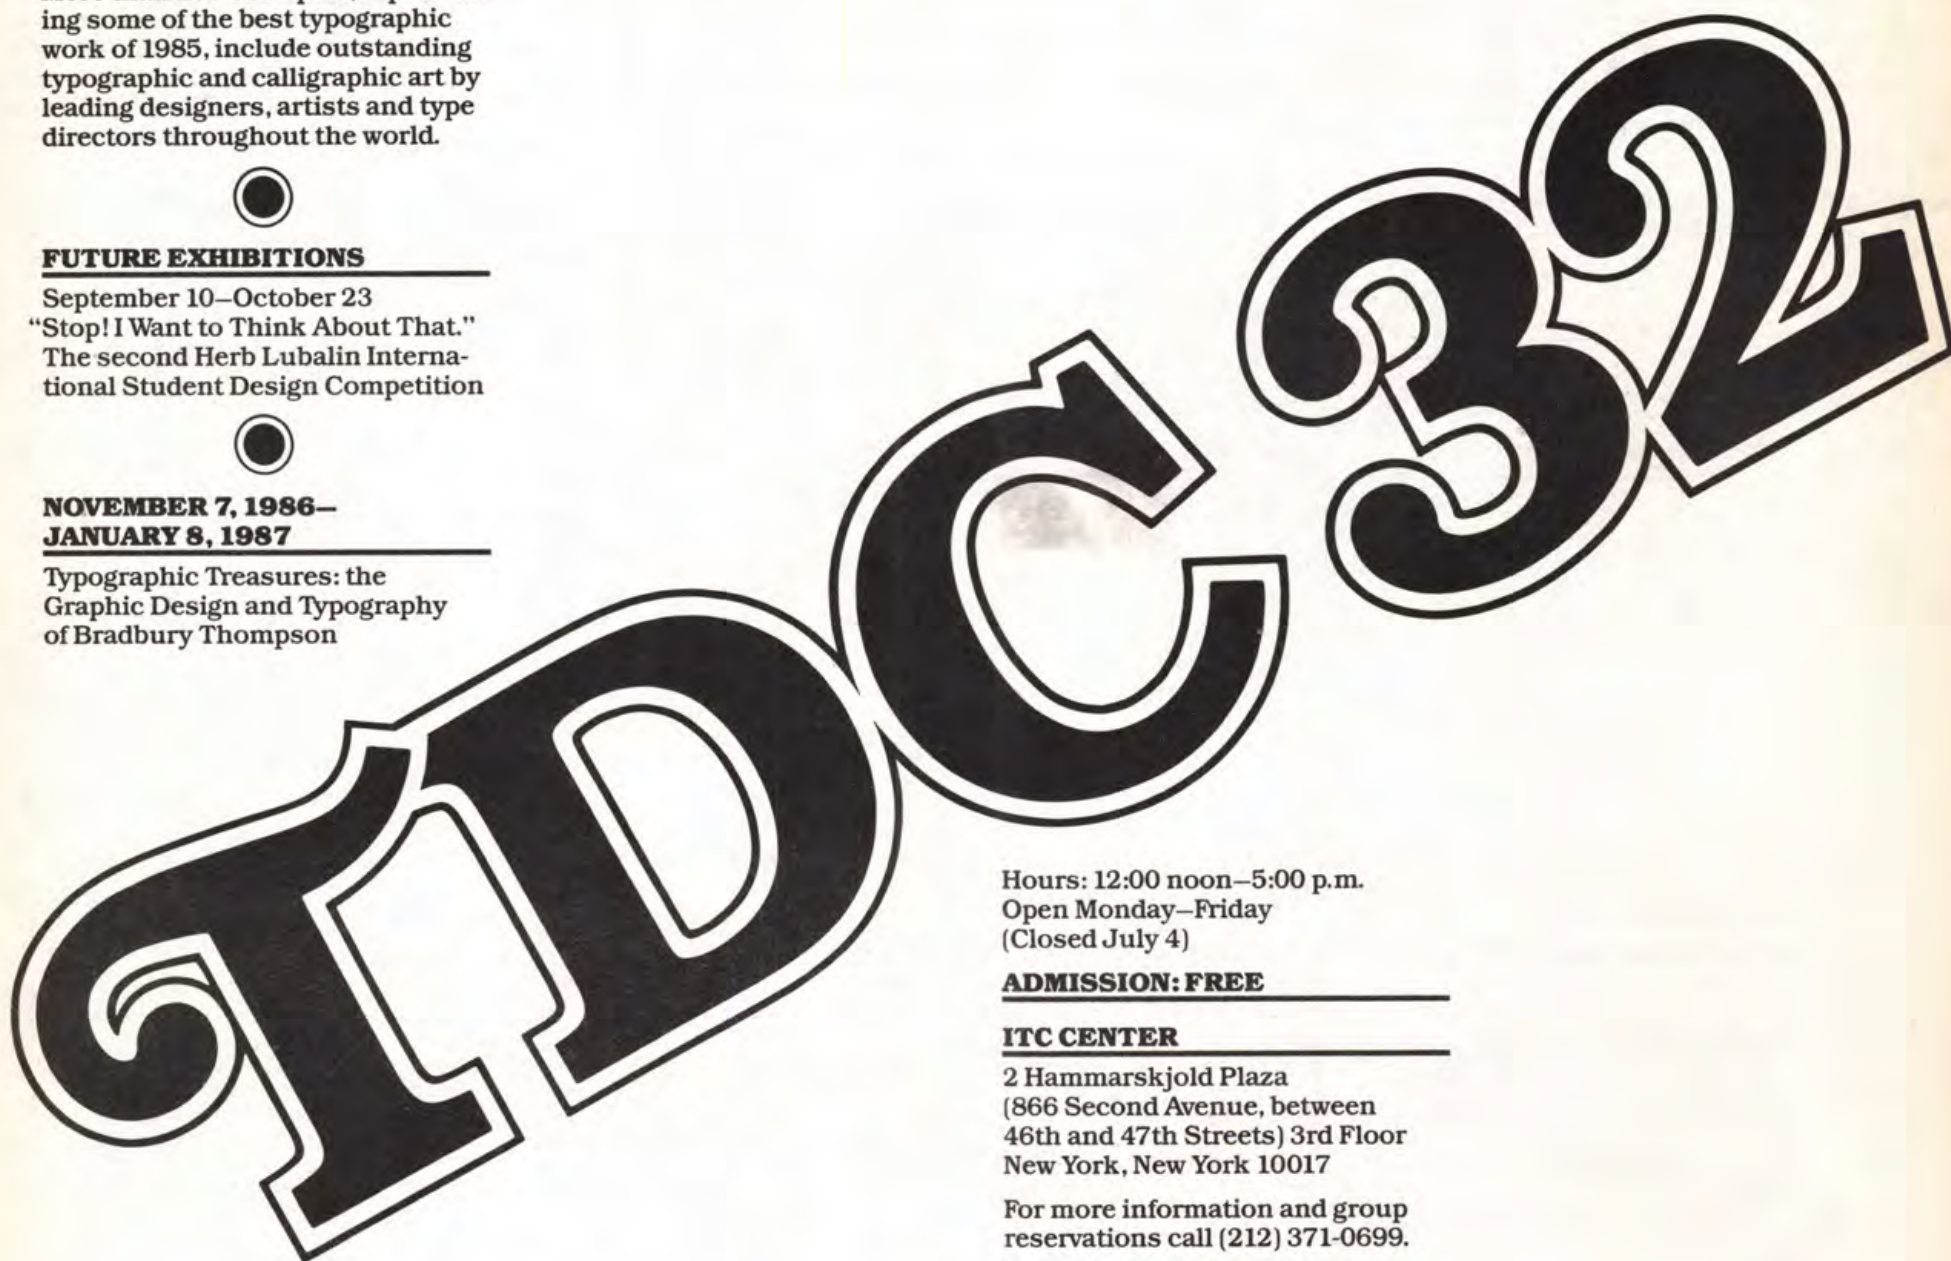 ing some of the best typographic
work of 1985, include outstanding
typographic and calligraphic art by
leading designers, artists and type
directors throughout the world.
FUTURE EXHIBITIONS
September 10–October 23
“Stop! I Want to Think About That.”
The second Herb Lubalin Interna-
tional Student Design Competition
NOVEMBER 7, 1986–
JANUARY 8, 1987
Typographic Treasures: the
Graphic Design and Typography
of Bradbury Thompson
TDC 32
Hours: 12:00 noon–5:00 p.m.
Open Monday–Friday
(Closed July 4)
ADMISSION: FREE
ITC CENTER
2 Hammarskjold Plaza
(866 Second Avenue, between
46th and 47th Streets) 3rd Floor
New York, New York 10017
For more information and group
reservations call (212) 371-0699.